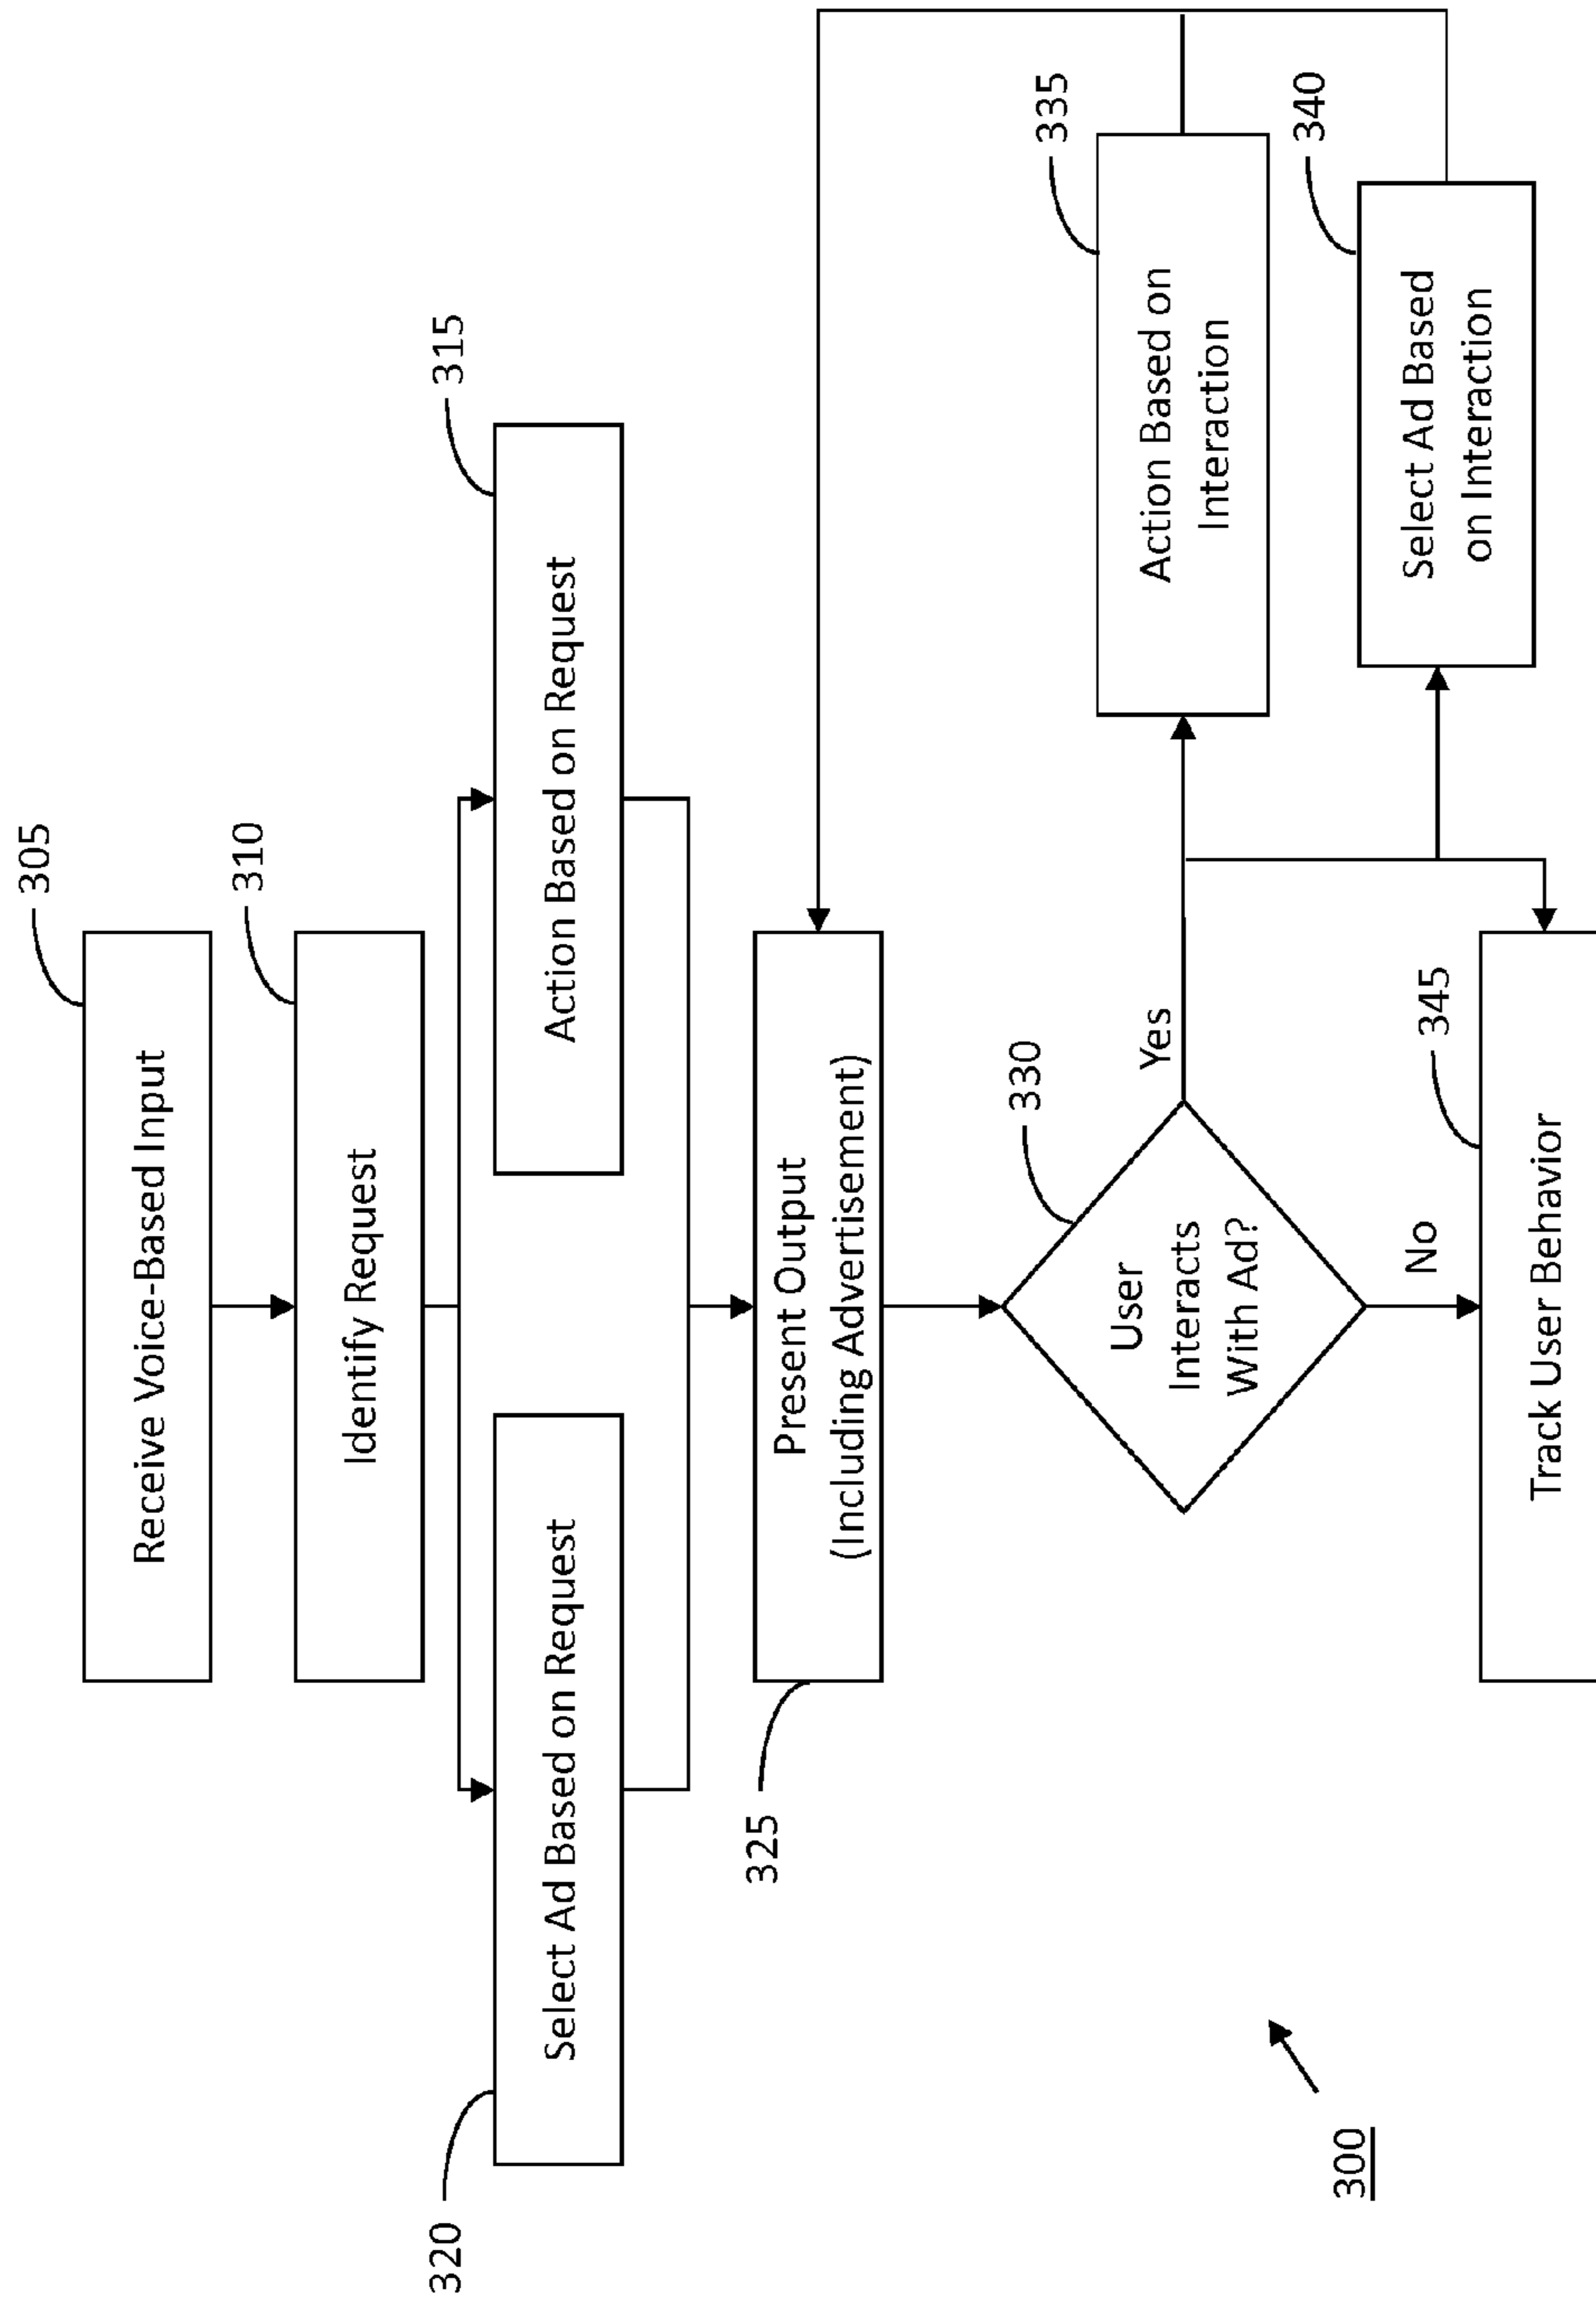 305
Receive Voice-Based Input
310
Identify Request
320
Select Ad Based on Request
315
Action Based on Request
325
Present Output
(Including Advertisement)
330
User
Interacts
With Ad?
Yes
335
Action Based on
Interaction
340
Select Ad Based
on Interaction
No
345
Track User Behavior
300